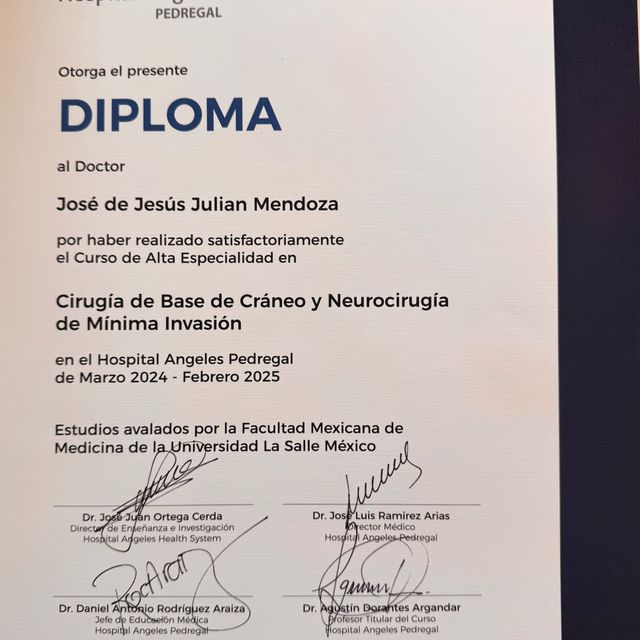 PEDREGAL
Otorga el presente
DIPLOMA
al Doctor
José de Jesús Julian Mendoza
por haber realizado satisfactoriamente
el Curso de Alta Especialidad en
Cirugía de Base de Cráneo y Neurocirugía
de Mínima Invasión
en el Hospital Angeles Pedregal
de Marzo 2024 - Febrero 2025
Estudios avalados por la Facultad Mexicana de
Medicina de la Universidad La Salle México
Dr. José Juan Ortega Cerda
Director de Enseñanza e Investigación
Hospital Angeles Health System
Dr. José Luis Ramírez Arias
Director Médico
Hospital Angeles Pedregal
Dr. Daniel Antonio Rodríguez Araiza
Jefe de Educación Médica
Hospital Angeles Pedregal
Dr. Agustín Dorantes Argandar
Profesor Titular del Curso
Hospital Angeles Pedregal